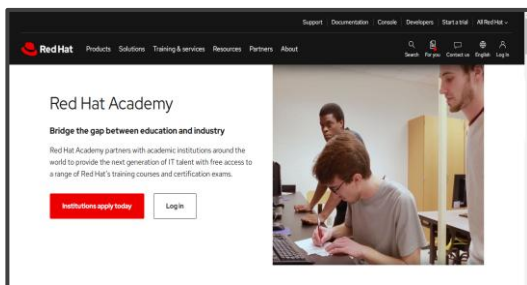 Support Documentation Console Developers Start a trial All Red Hat
Red Hat Products Solutions Training & services Resources Partners About
Search For you Contact us English Log in
Red Hat Academy
Bridge the gap between education and industry
Red Hat Academy partners with academic institutions around the
world to provide the next generation of IT talent with free access to
a range of Red Hat's training courses and certification exams.
Institutions apply today Log in